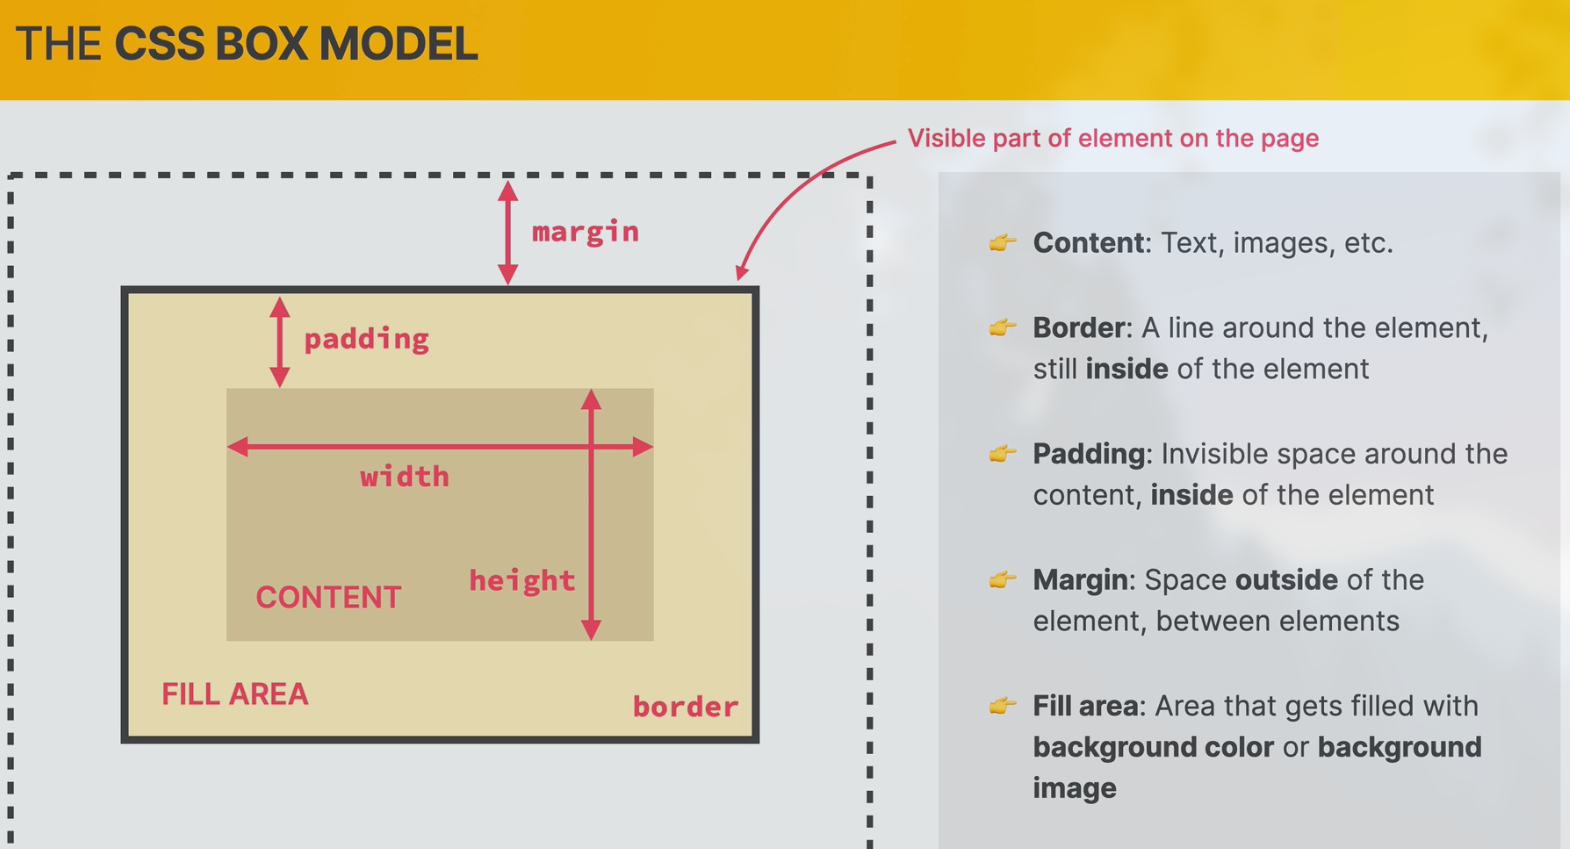 THE CSS BOX MODEL
Visible part of element on the page
margin
padding
width
height
CONTENT
FILL AREA
border
👉 Content: Text, images, etc.
👉 Border: A line around the element,
still inside of the element
👉 Padding: Invisible space around the
content, inside of the element
👉 Margin: Space outside of the
element, between elements
👉 Fill area: Area that gets filled with
background color or background
image